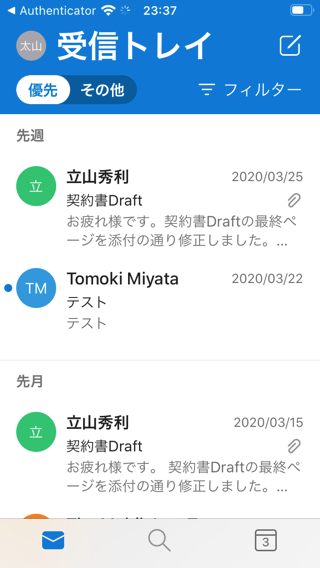 ◀ Authenticator 23:37
太山 受信トレイ
優先 その他 フィルター
先週
立 立山秀利 2020/03/25
契約書Draft
お疲れ様です。契約書Draftの最終ペ
ージを添付の通り修正しました。...
TM Tomoki Miyata 2020/03/22
テスト
テスト
先月
立 立山秀利 2020/03/15
契約書Draft
お疲れ様です。 契約書Draftの最終ペ
ージを添付の通り修正しました。...
3